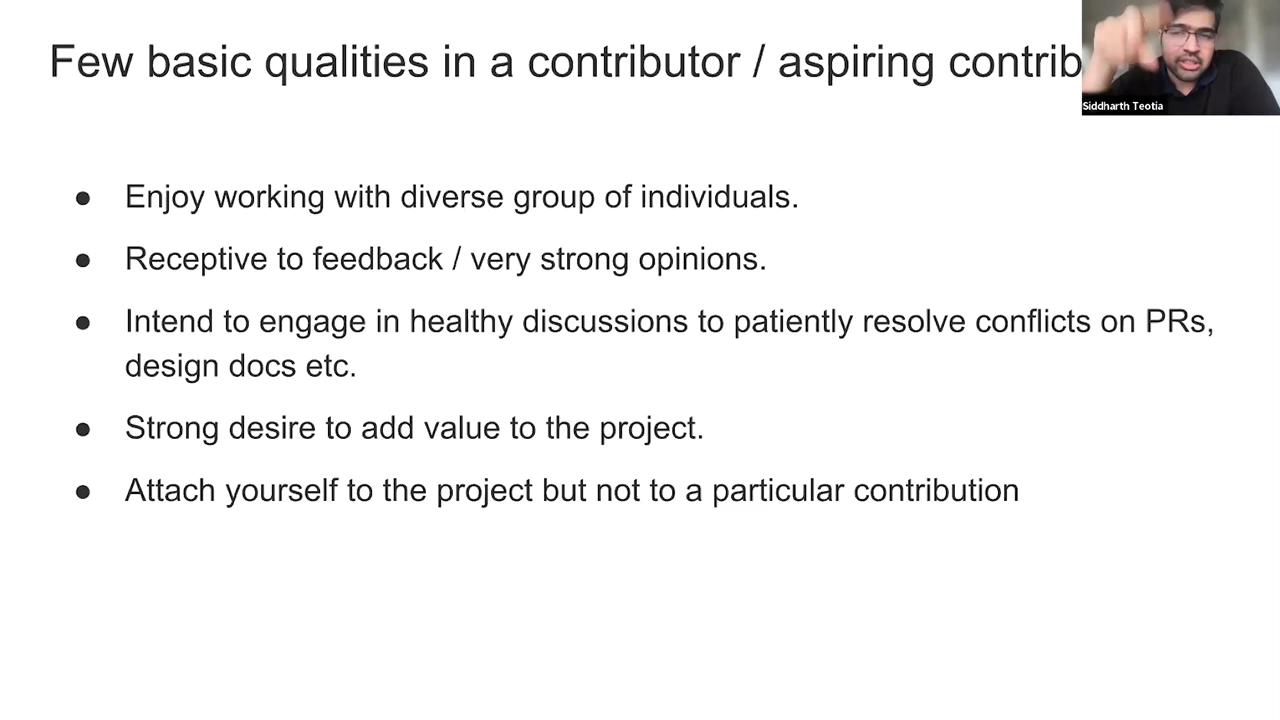 Few basic qualities in a contributor / aspiring contrib
Siddharth Teotia
● Enjoy working with diverse group of individuals.
● Receptive to feedback / very strong opinions.
● Intend to engage in healthy discussions to patiently resolve conflicts on PRs,
design docs etc.
● Strong desire to add value to the project.
● Attach yourself to the project but not to a particular contribution